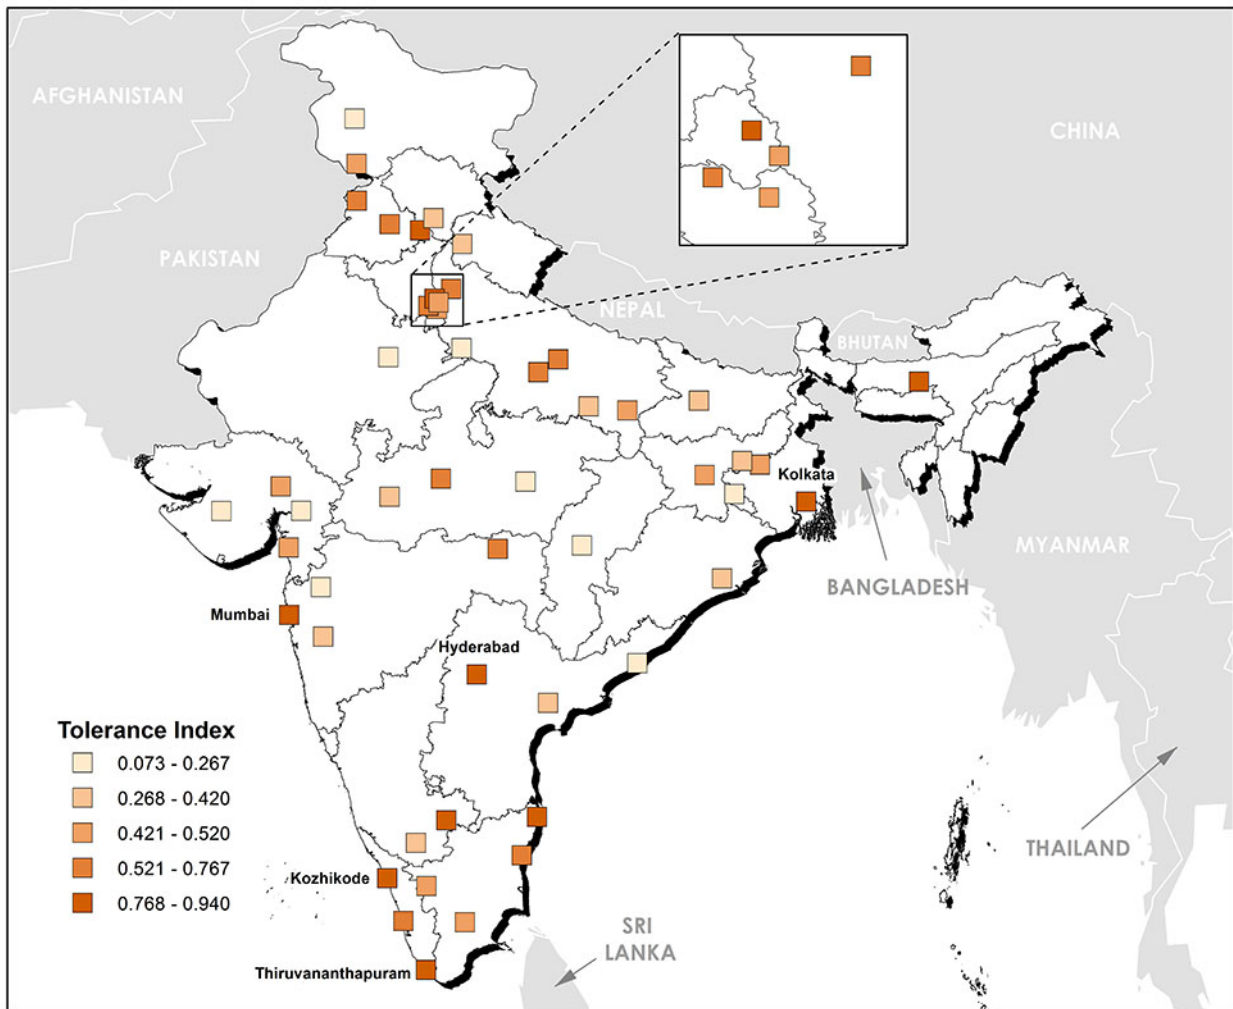 AFGHANISTAN
CHINA
PAKISTAN
NEPAL
BHUTAN
Kolkata
MYANMAR
BANGLADESH
Mumbai
Hyderabad
Tolerance Index
0.073 - 0.267
0.268 - 0.420
0.421 - 0.520
0.521 - 0.767
0.768 - 0.940
THAILAND
Kozhikode
SRI
LANKA
Thiruvananthapuram